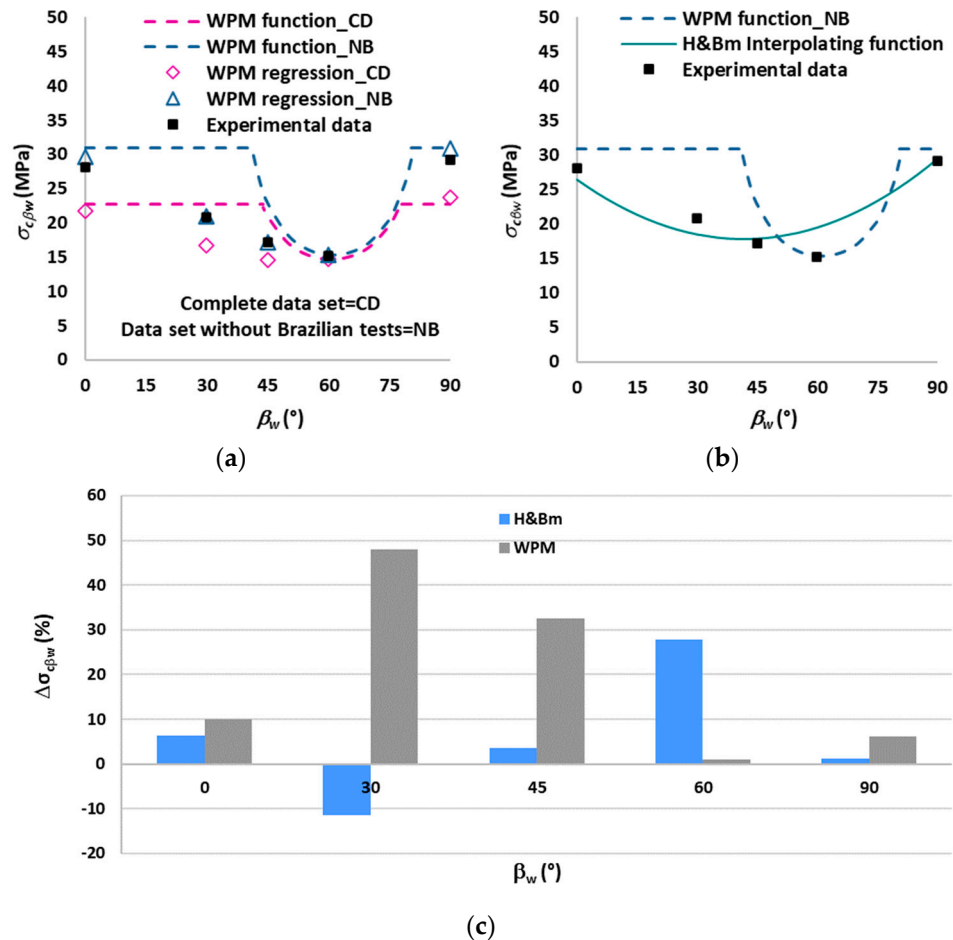 50
45
40
35
30
25
20
15
10
5
0
σcβw (MPa)
WPM function_CD
WPM function_NB
WPM regression_CD
WPM regression_NB
Experimental data
Complete data set=CD
Data set without Brazilian tests=NB
0 15 30 45 60 75 90
βw (°)
(a)
50
45
40
35
30
25
20
15
10
5
0
σcβw (MPa)
WPM function_NB
H&Bm Interpolating function
Experimental data
0 15 30 45 60 75 90
βw (°)
(b)
60
50
40
30
20
10
0
-10
-20
Δσcβw (%)
H&Bm
WPM
0 30 45 60 90
βw (°)
(c)